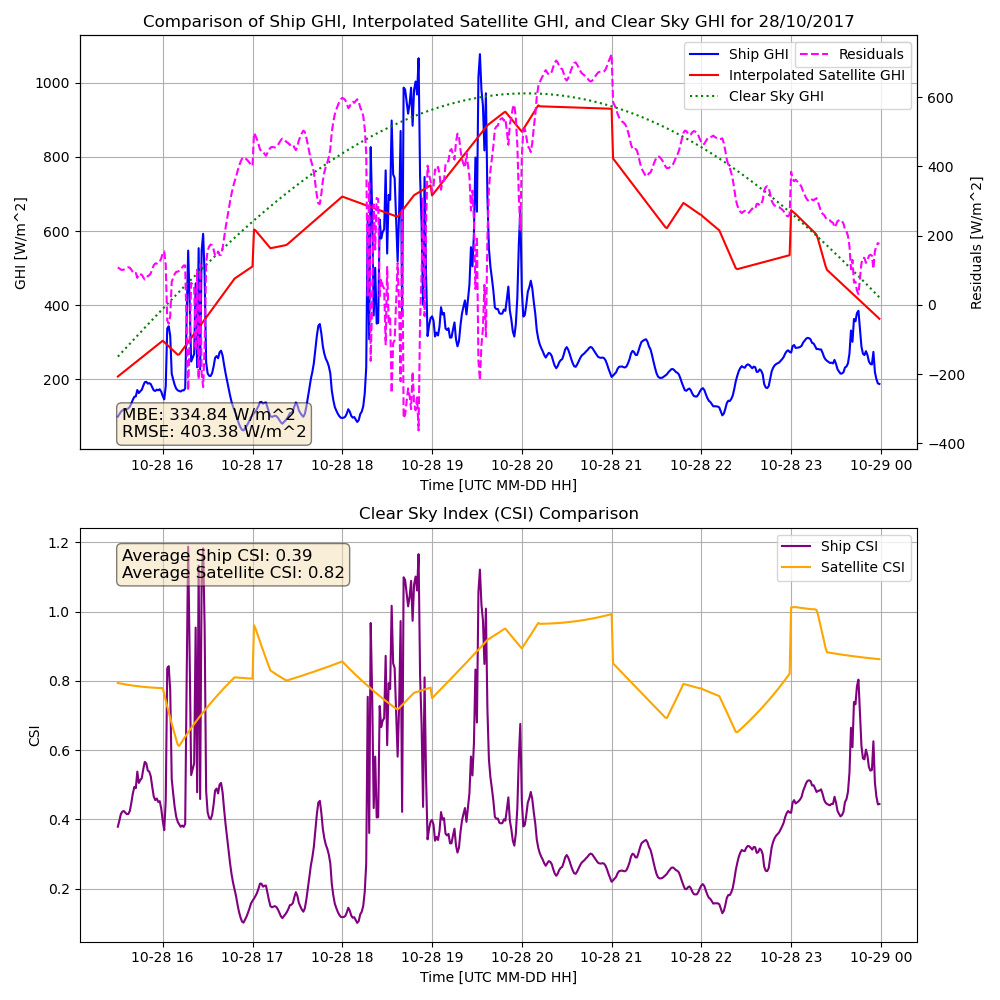 Comparison of Ship GHI, Interpolated Satellite GHI, and Clear Sky GHI for 28/10/2017
Ship GHI
Residuals
Interpolated Satellite GHI
Clear Sky GHI
1000
800
600
400
200
GHI [W/m^2]
600
400
200
0
−200
−400
Residuals [W/m^2]
MBE: 334.84 W/m^2
RMSE: 403.38 W/m^2
10-28 16 10-28 17 10-28 18 10-28 19 10-28 20 10-28 21 10-28 22 10-28 23 10-29 00
Time [UTC MM-DD HH]
Clear Sky Index (CSI) Comparison
Average Ship CSI: 0.39
Average Satellite CSI: 0.82
Ship CSI
Satellite CSI
1.2
1.0
0.8
0.6
0.4
0.2
CSI
10-28 16 10-28 17 10-28 18 10-28 19 10-28 20 10-28 21 10-28 22 10-28 23 10-29 00
Time [UTC MM-DD HH]